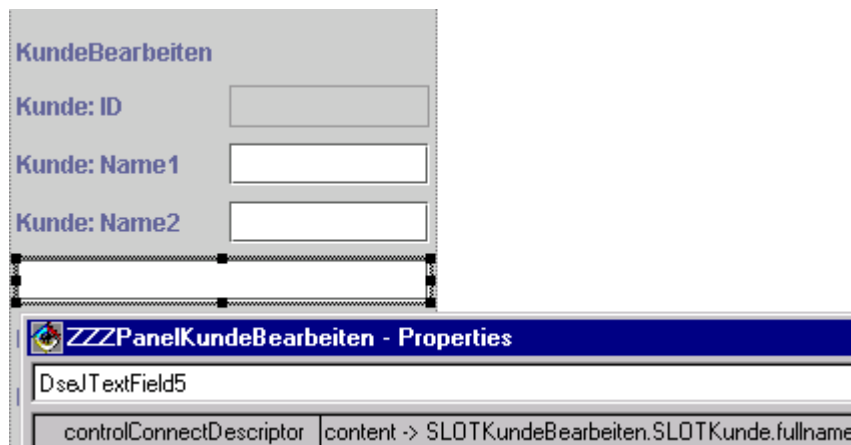 KundeBearbeiten
Kunde: ID
Kunde: Name1
Kunde: Name2
ZZZPanelKundeBearbeiten - Properties
DseJTextField5
controlConnectDescriptor content -> SLOTKundeBearbeiten.SLOTKunde.fullname